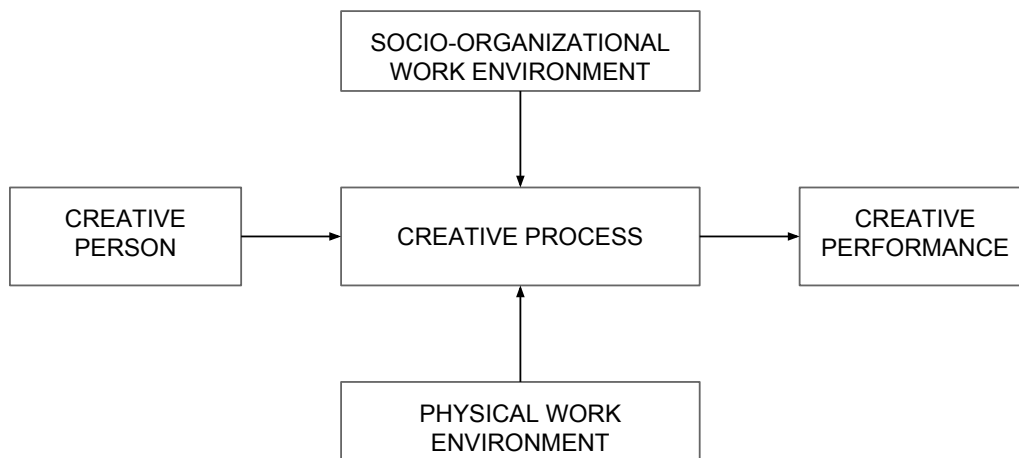 SOCIO-ORGANIZATIONAL
WORK ENVIRONMENT
CREATIVE
PERSON
CREATIVE PROCESS
CREATIVE
PERFORMANCE
PHYSICAL WORK
ENVIRONMENT